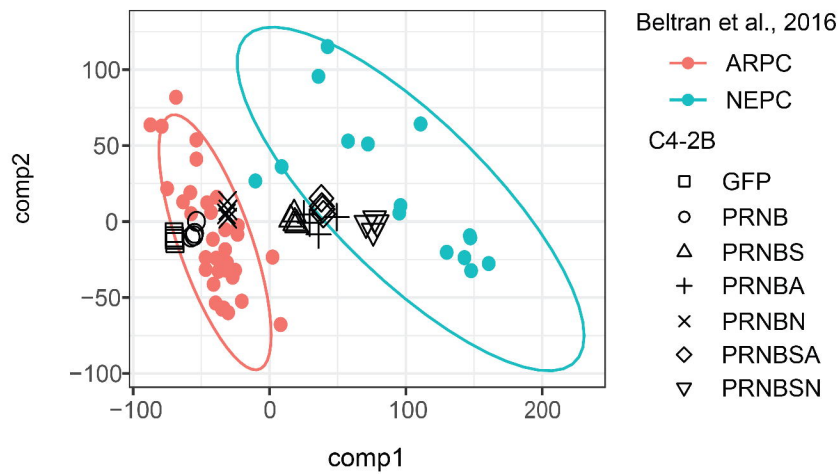 Beltran et al., 2016
ARPC
NEPC
C4-2B
GFP
PRNB
PRNBS
PRNBA
PRNBN
PRNBSA
PRNBSN
comp2
100
50
0
−50
−100
−100
0
100
200
comp1